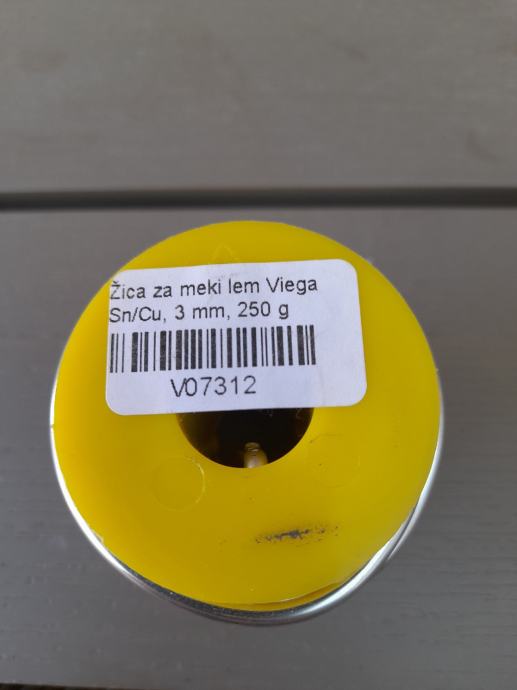 Žica za meki lem Viega
Sn/Cu, 3 mm, 250 g
V07312